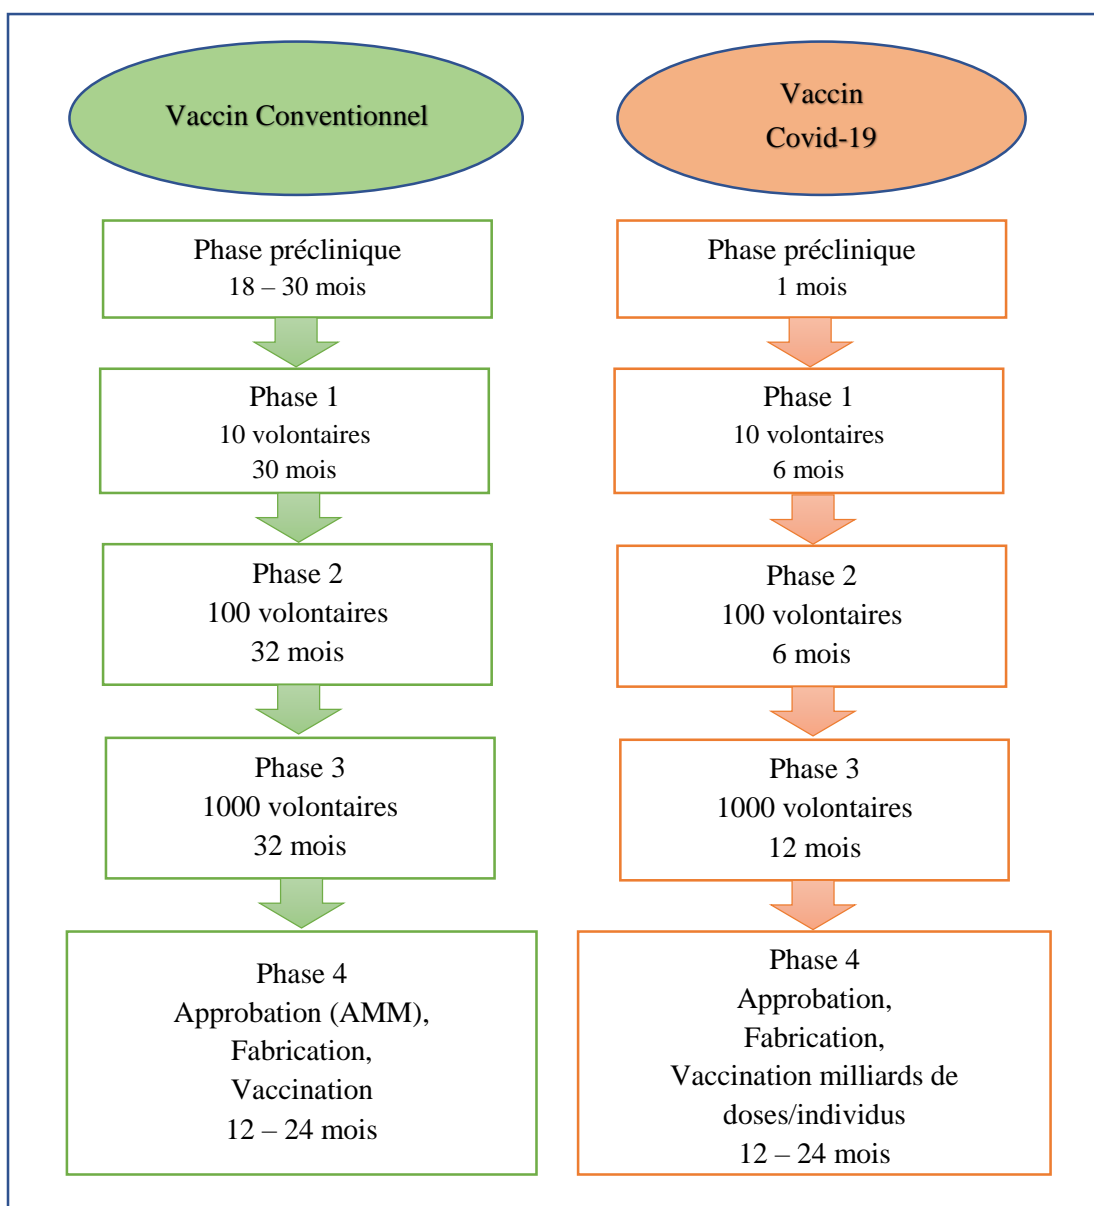 Vaccin Conventionnel
Phase préclinique
18 – 30 mois
Phase 1
10 volontaires
30 mois
Phase 2
100 volontaires
32 mois
Phase 3
1000 volontaires
32 mois
Phase 4
Approbation (AMM),
Fabrication,
Vaccination
12 – 24 mois
Vaccin
Covid-19
Phase préclinique
1 mois
Phase 1
10 volontaires
6 mois
Phase 2
100 volontaires
6 mois
Phase 3
1000 volontaires
12 mois
Phase 4
Approbation,
Fabrication,
Vaccination milliards de
doses/individus
12 – 24 mois